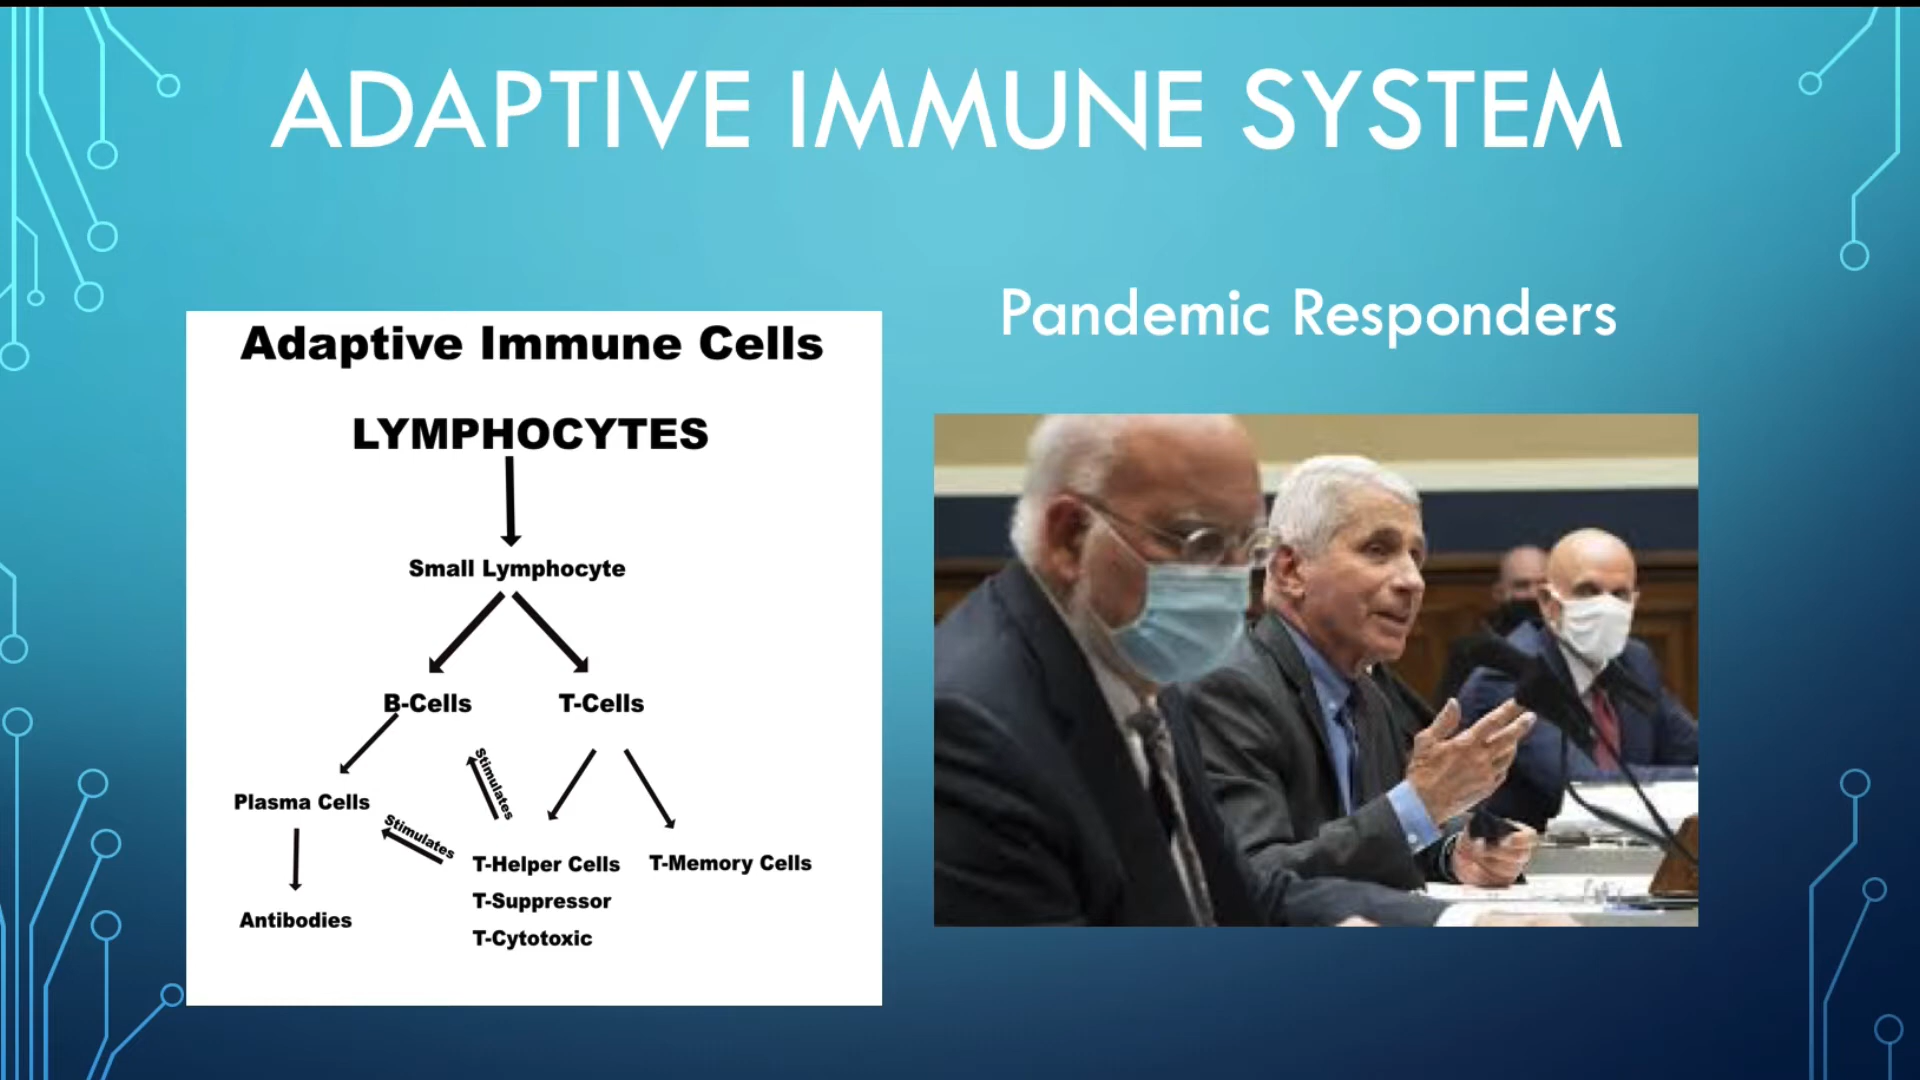 ADAPTIVE IMMUNE SYSTEM
Adaptive Immune Cells
LYMPHOCYTES
Small Lymphocyte
B-Cells
T-Cells
Stimulates
Plasma Cells
Stimulates
T-Helper Cells
T-Memory Cells
T-Suppressor
Antibodies
T-Cytotoxic
Pandemic Responders